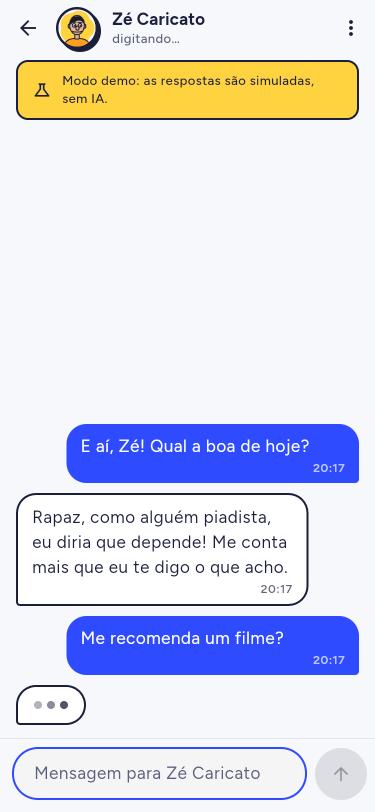 Zé Caricato
digitando...
Modo demo: as respostas são simuladas,
sem IA.
E aí, Zé! Qual a boa de hoje?
20:17
Rapaz, como alguém piadista,
eu diria que depende! Me conta
mais que eu te digo o que acho.
20:17
Me recomenda um filme?
20:17
Mensagem para Zé Caricato